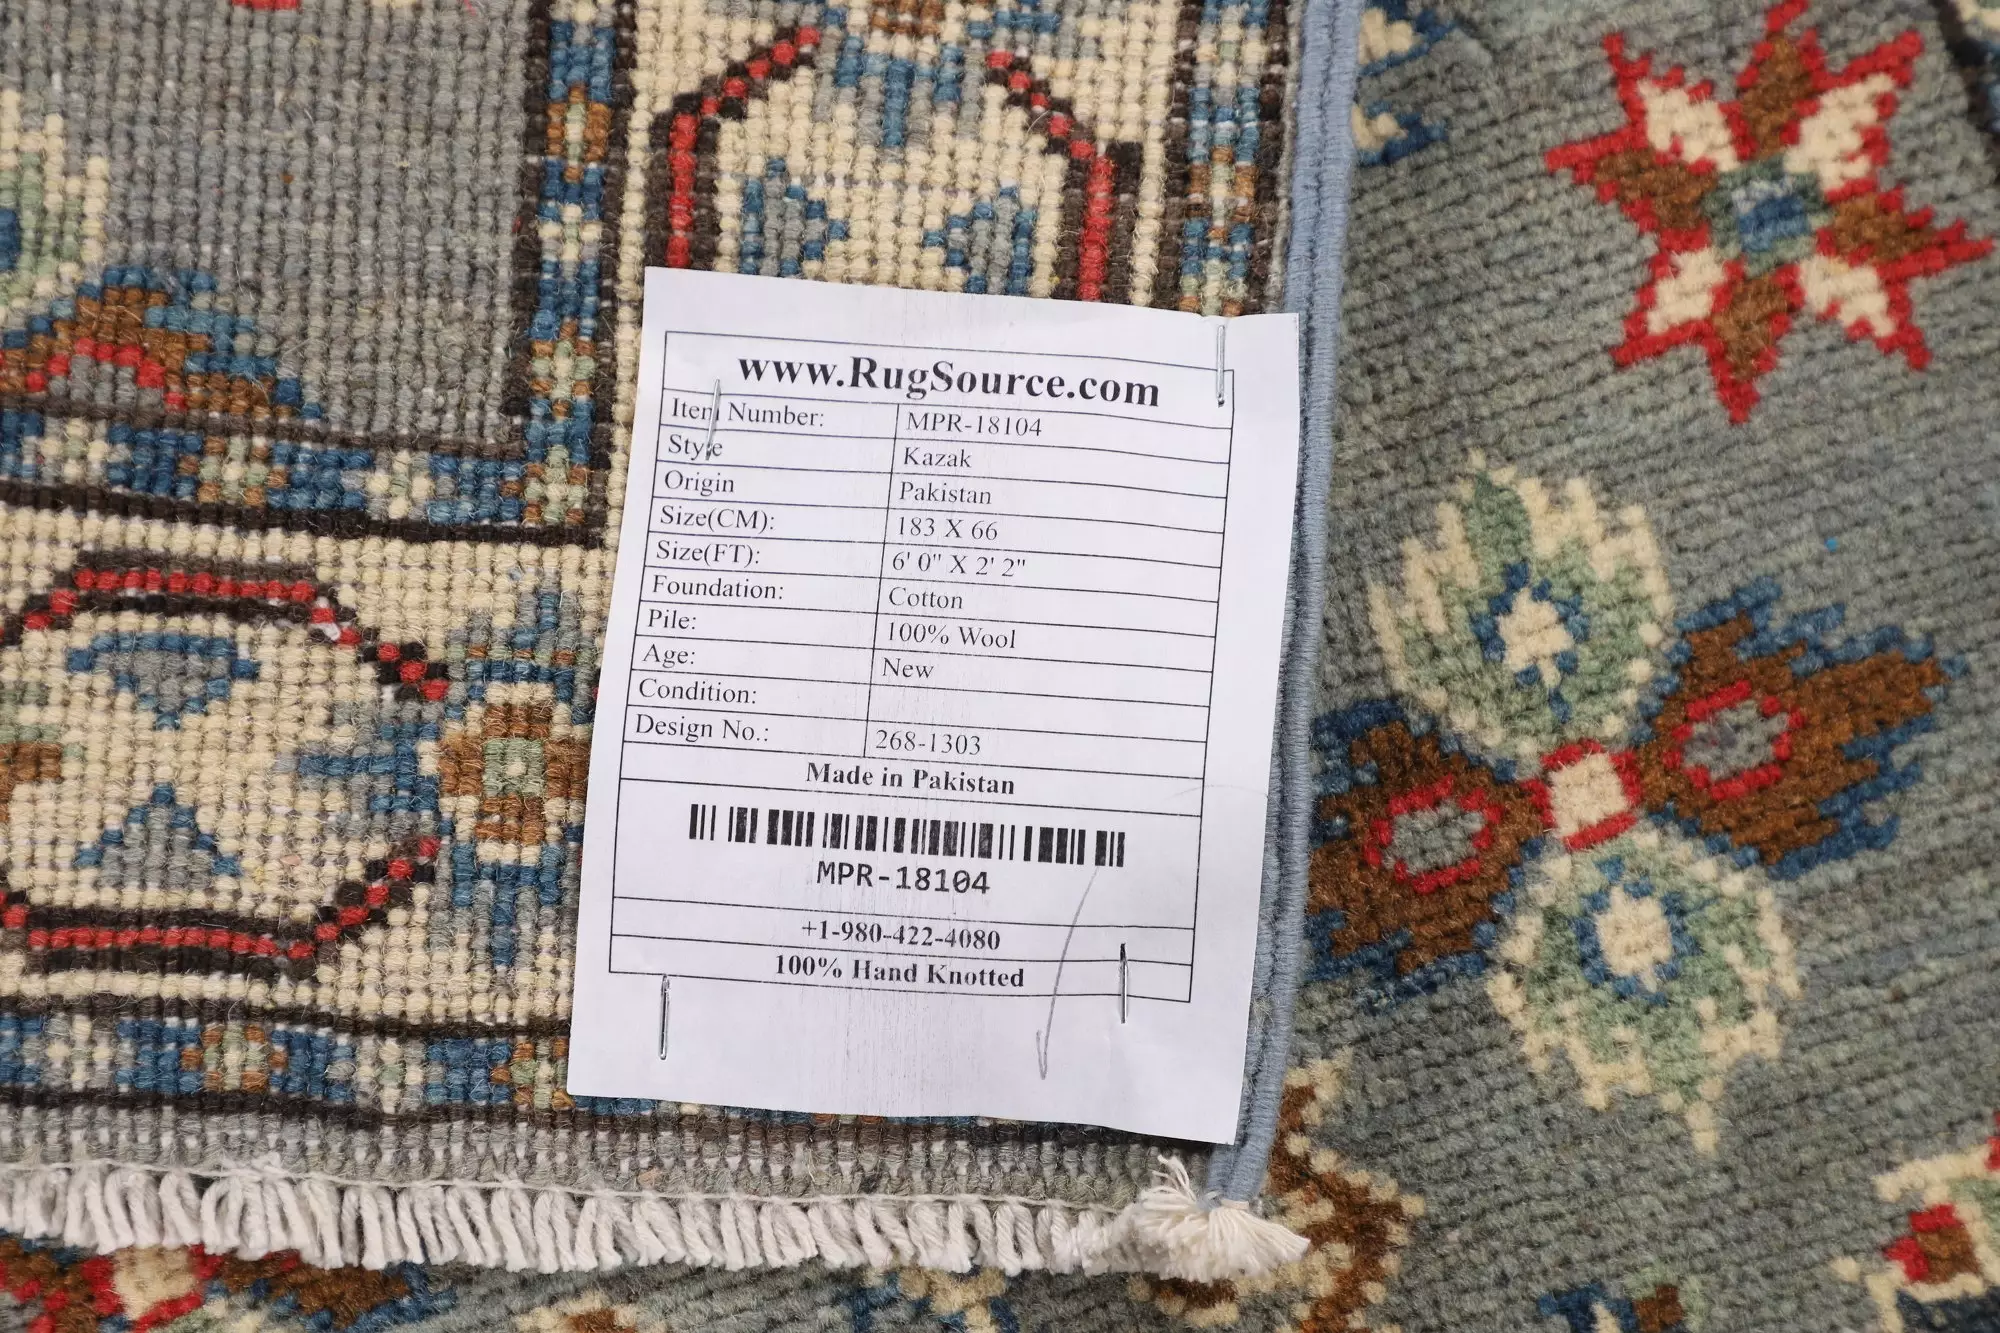 www.RugSource.com
Item Number: MPR-18104
Style Kazak
Origin Pakistan
Size(CM): 183 X 66
Size(FT): 6' 0" X 2' 2"
Foundation: Cotton
Pile: 100% Wool
Age: New
Condition:
Design No.: 268-1303
Made in Pakistan
MPR-18104
+1-980-422-4080
100% Hand Knotted